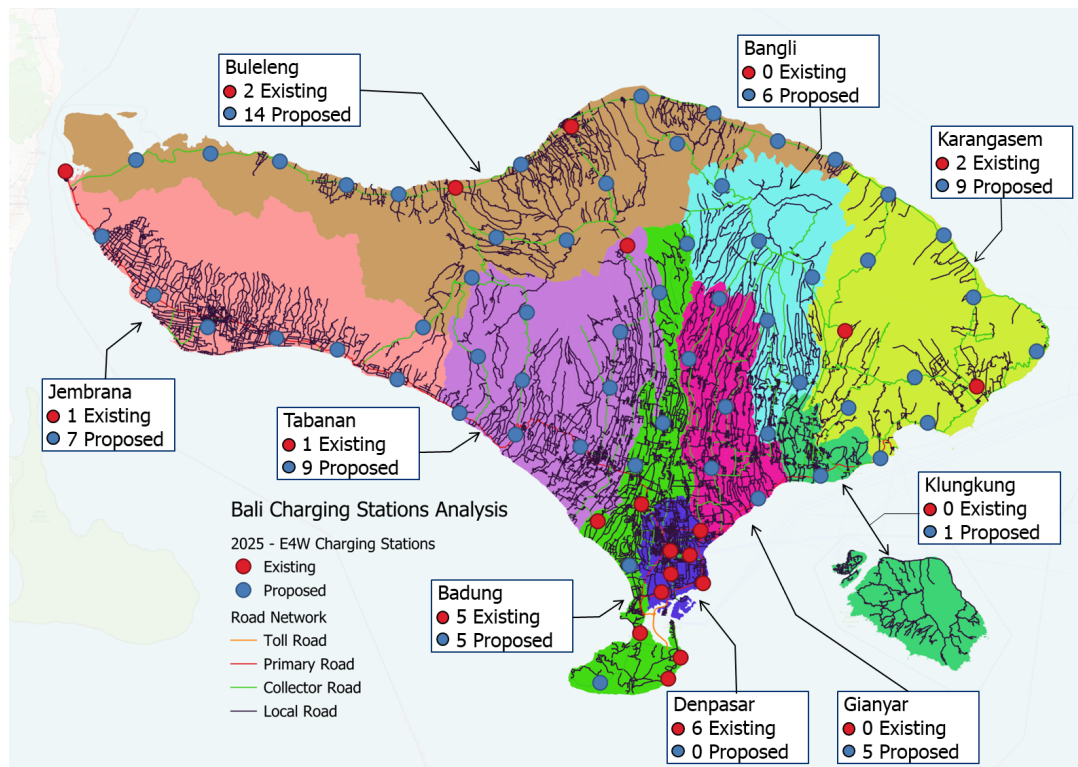 Buleleng
2 Existing
14 Proposed
Bangli
0 Existing
6 Proposed
Karangasem
2 Existing
9 Proposed
Jembrana
1 Existing
7 Proposed
Tabanan
1 Existing
9 Proposed
Klungkung
0 Existing
1 Proposed
Bali Charging Stations Analysis
2025 - E4W Charging Stations
Existing
Proposed
Road Network
Toll Road
Primary Road
Collector Road
Local Road
Badung
5 Existing
5 Proposed
Denpasar
6 Existing
0 Proposed
Gianyar
0 Existing
5 Proposed